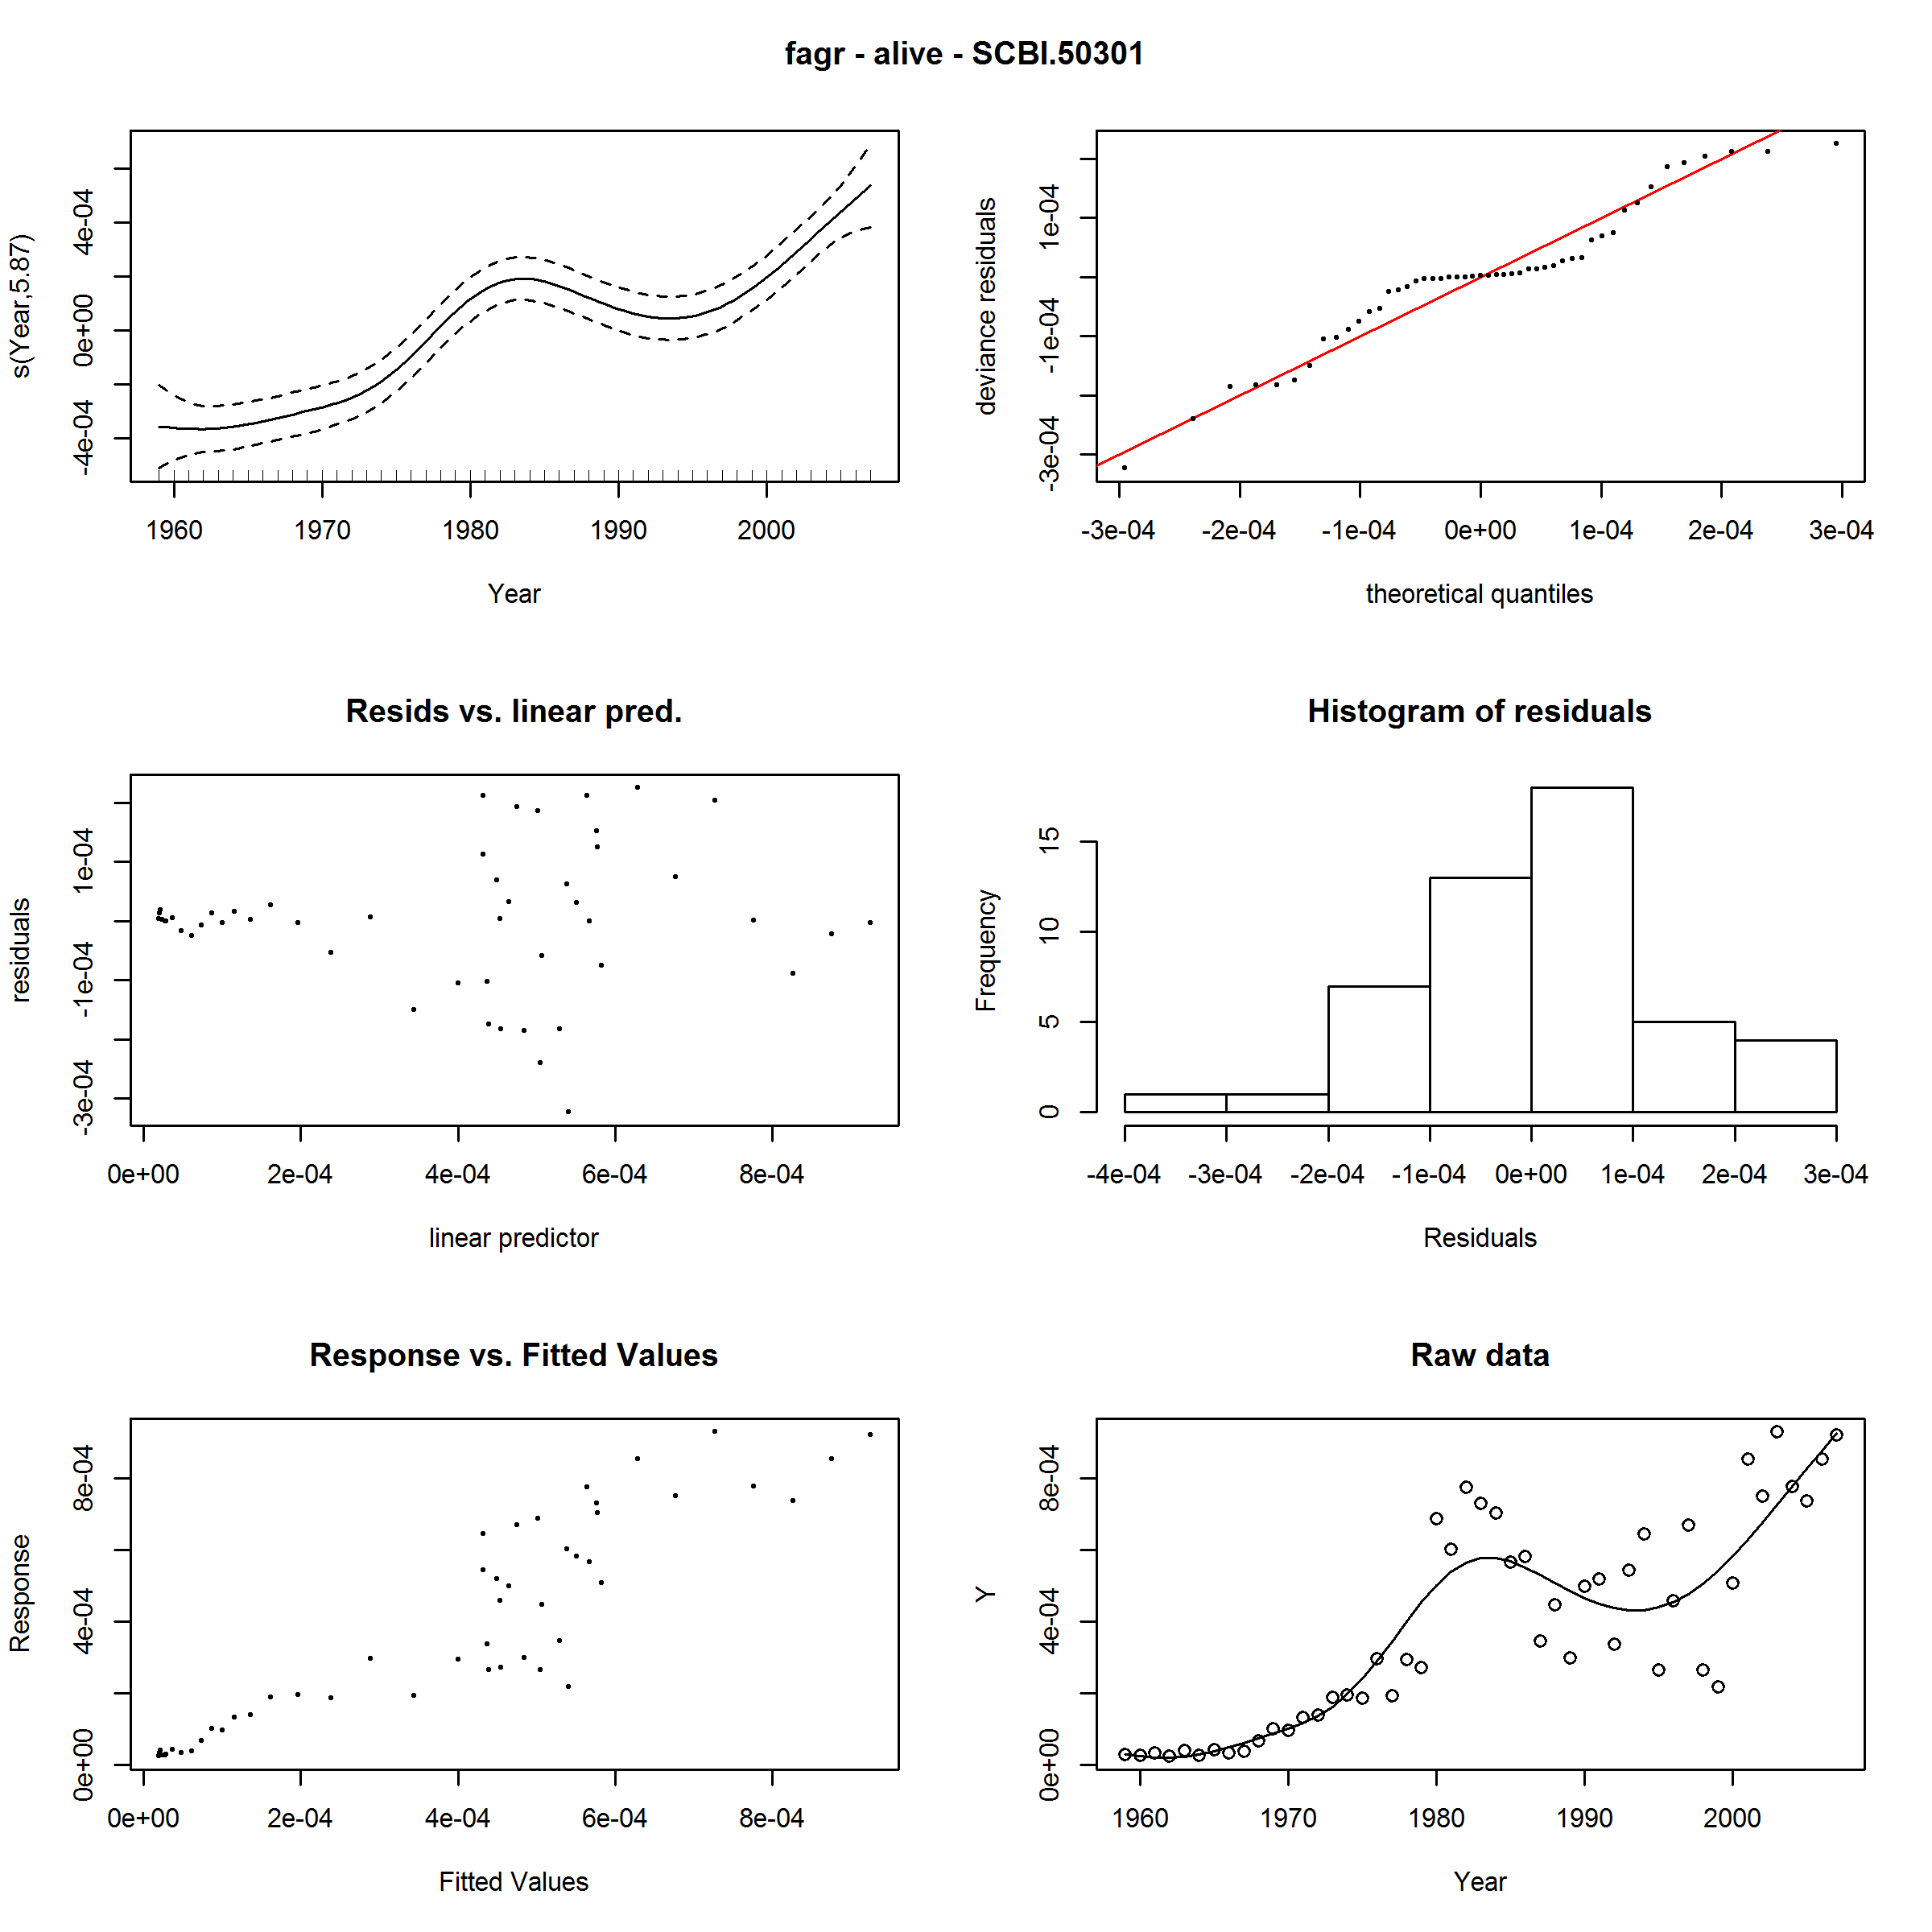 fagr - alive - SCBI.50301
s(Year,5.87)
4e-04
0e+00
-4e-04
1960 1970 1980 1990 2000
Year
deviance residuals
1e-04
-1e-04
-3e-04
-3e-04 -2e-04 -1e-04 0e+00 1e-04 2e-04 3e-04
theoretical quantiles
Resids vs. linear pred.
residuals
1e-04
-1e-04
-3e-04
0e+00 2e-04 4e-04 6e-04 8e-04
linear predictor
Histogram of residuals
Frequency
15
10
5
0
-4e-04 -3e-04 -2e-04 -1e-04 0e+00 1e-04 2e-04 3e-04
Residuals
Response vs. Fitted Values
Response
8e-04
4e-04
0e+00
0e+00 2e-04 4e-04 6e-04 8e-04
Fitted Values
Raw data
Y
8e-04
4e-04
0e+00
1960 1970 1980 1990 2000
Year